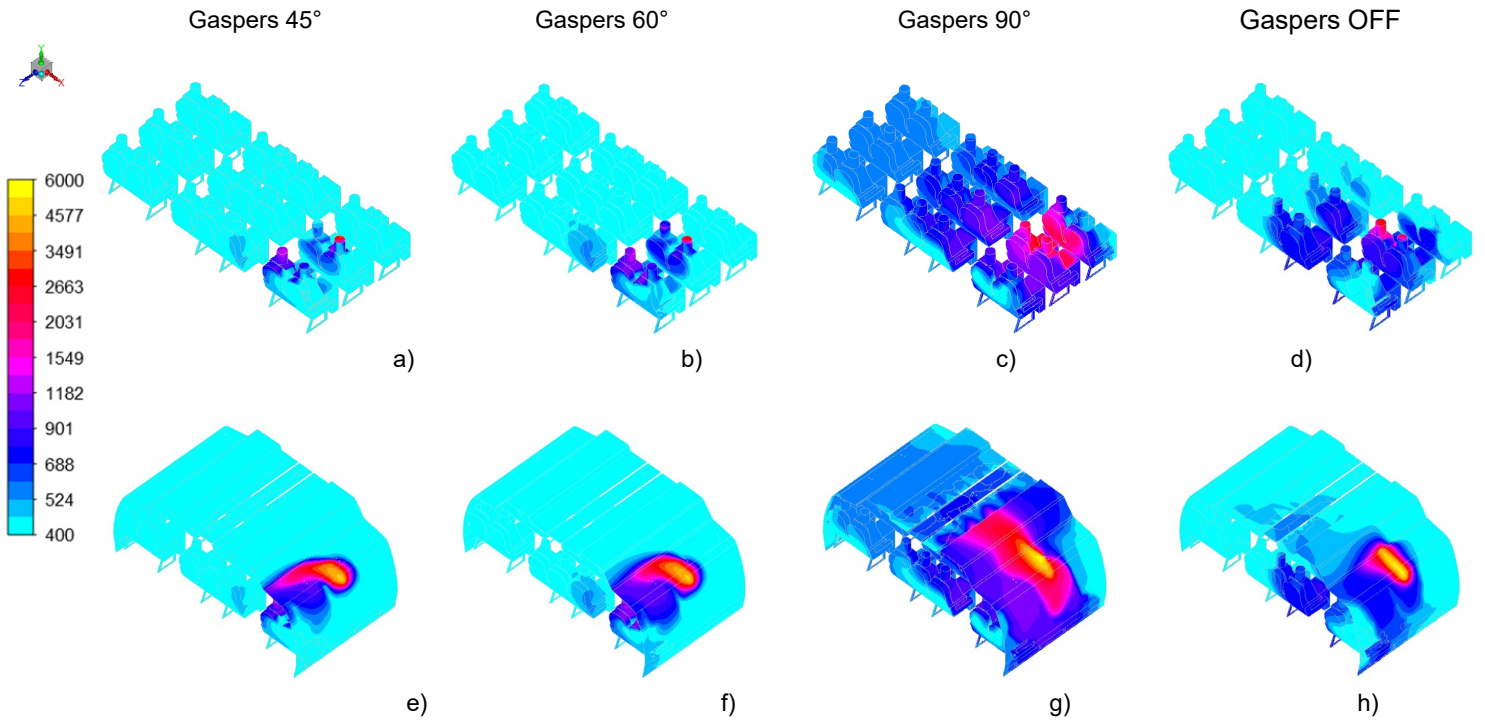 Gaspers 45°
Gaspers 60°
Gaspers 90°
Gaspers OFF
Y
Z
X
6000
4577
3491
2663
2031
1549
1182
901
688
524
400
a)
b)
c)
d)
e)
f)
g)
h)